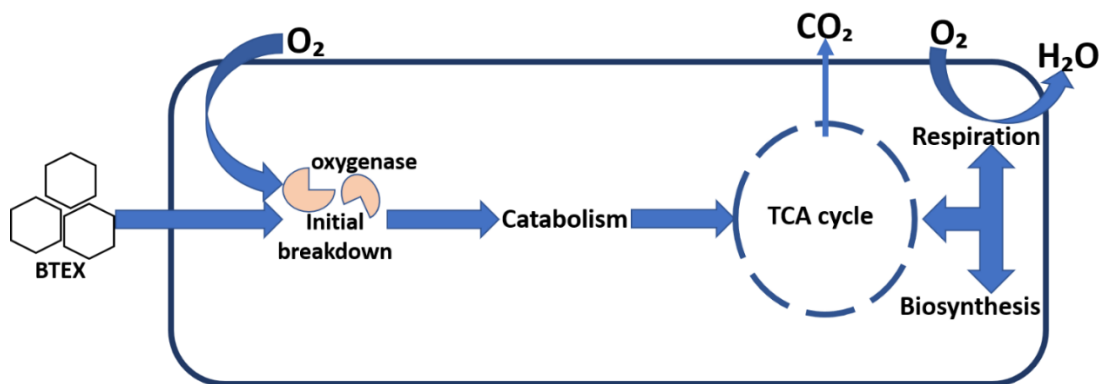 O₂
CO₂
O₂
H₂O
oxygenase
Respiration
BTEX
Initial
breakdown
Catabolism
TCA cycle
Biosynthesis